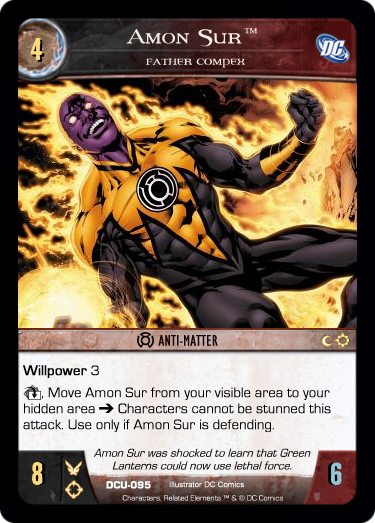 4
AMON SUR™
FATHER COMPEX
DC
ANTI-MATTER
Willpower 3
, Move Amon Sur from your visible area to your
hidden area ➔ Characters cannot be stunned this
attack. Use only if Amon Sur is defending.
Amon Sur was shocked to learn that Green
Lanterns could now use lethal force.
8
DCU-095 Illustrator DC Comics
Characters, Related Elements ™ & © DC Comics
6